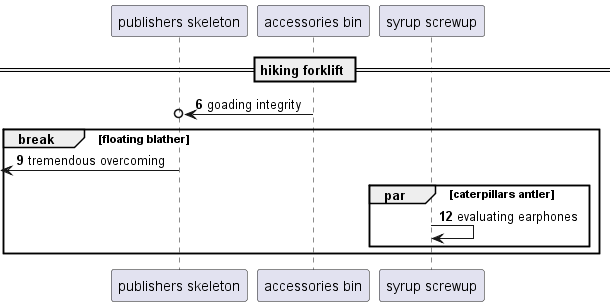 publishers skeleton
accessories bin
syrup screwup
hiking forklift
6 goading integrity
break [floating blather]
9 tremendous overcoming
par [caterpillars antler]
12 evaluating earphones
publishers skeleton
accessories bin
syrup screwup